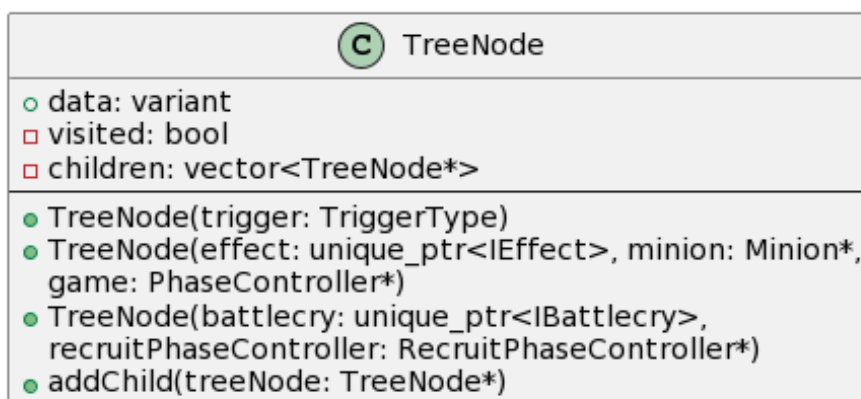 C TreeNode
data: variant
visited: bool
children: vector<TreeNode*>
TreeNode(trigger: TriggerType)
TreeNode(effect: unique_ptr<IEffect>, minion: Minion*,
game: PhaseController*)
TreeNode(battlecry: unique_ptr<IBattlecry>,
recruitPhaseController: RecruitPhaseController*)
addChild(treeNode: TreeNode*)